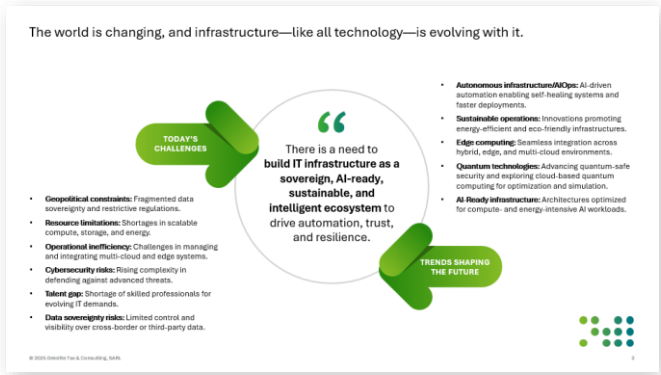 The world is changing, and infrastructure—like all technology—is evolving with it.
TODAY'S
CHALLENGES
Geopolitical constraints: Fragmented data
sovereignty and restrictive regulations.
Resource limitations: Shortages in scalable
compute, storage, and energy.
Operational inefficiency: Challenges in managing
and integrating multi-cloud and edge systems.
Cybersecurity risks: Rising complexity in
defending against advanced threats.
Talent gap: Shortage of skilled professionals for
evolving IT demands.
Data sovereignty risks: Limited control and
visibility over cross-border or third-party data.
“
There is a need to
build IT infrastructure as a
sovereign, AI-ready,
sustainable, and
intelligent ecosystem to
drive automation, trust,
and resilience.
Autonomous infrastructure/AIOps: AI-driven
automation enabling self-healing systems and
faster deployments.
Sustainable operations: Innovations promoting
energy-efficient and eco-friendly infrastructures.
Edge computing: Seamless integration across
hybrid, edge, and multi-cloud environments.
Quantum technologies: Advancing quantum-safe
security and exploring cloud-based quantum
computing for optimization and simulation.
AI-Ready infrastructure: Architectures optimized
for compute- and energy-intensive AI workloads.
TRENDS SHAPING
THE FUTURE
© 2025 Deloitte Tax & Consulting, SARL
3